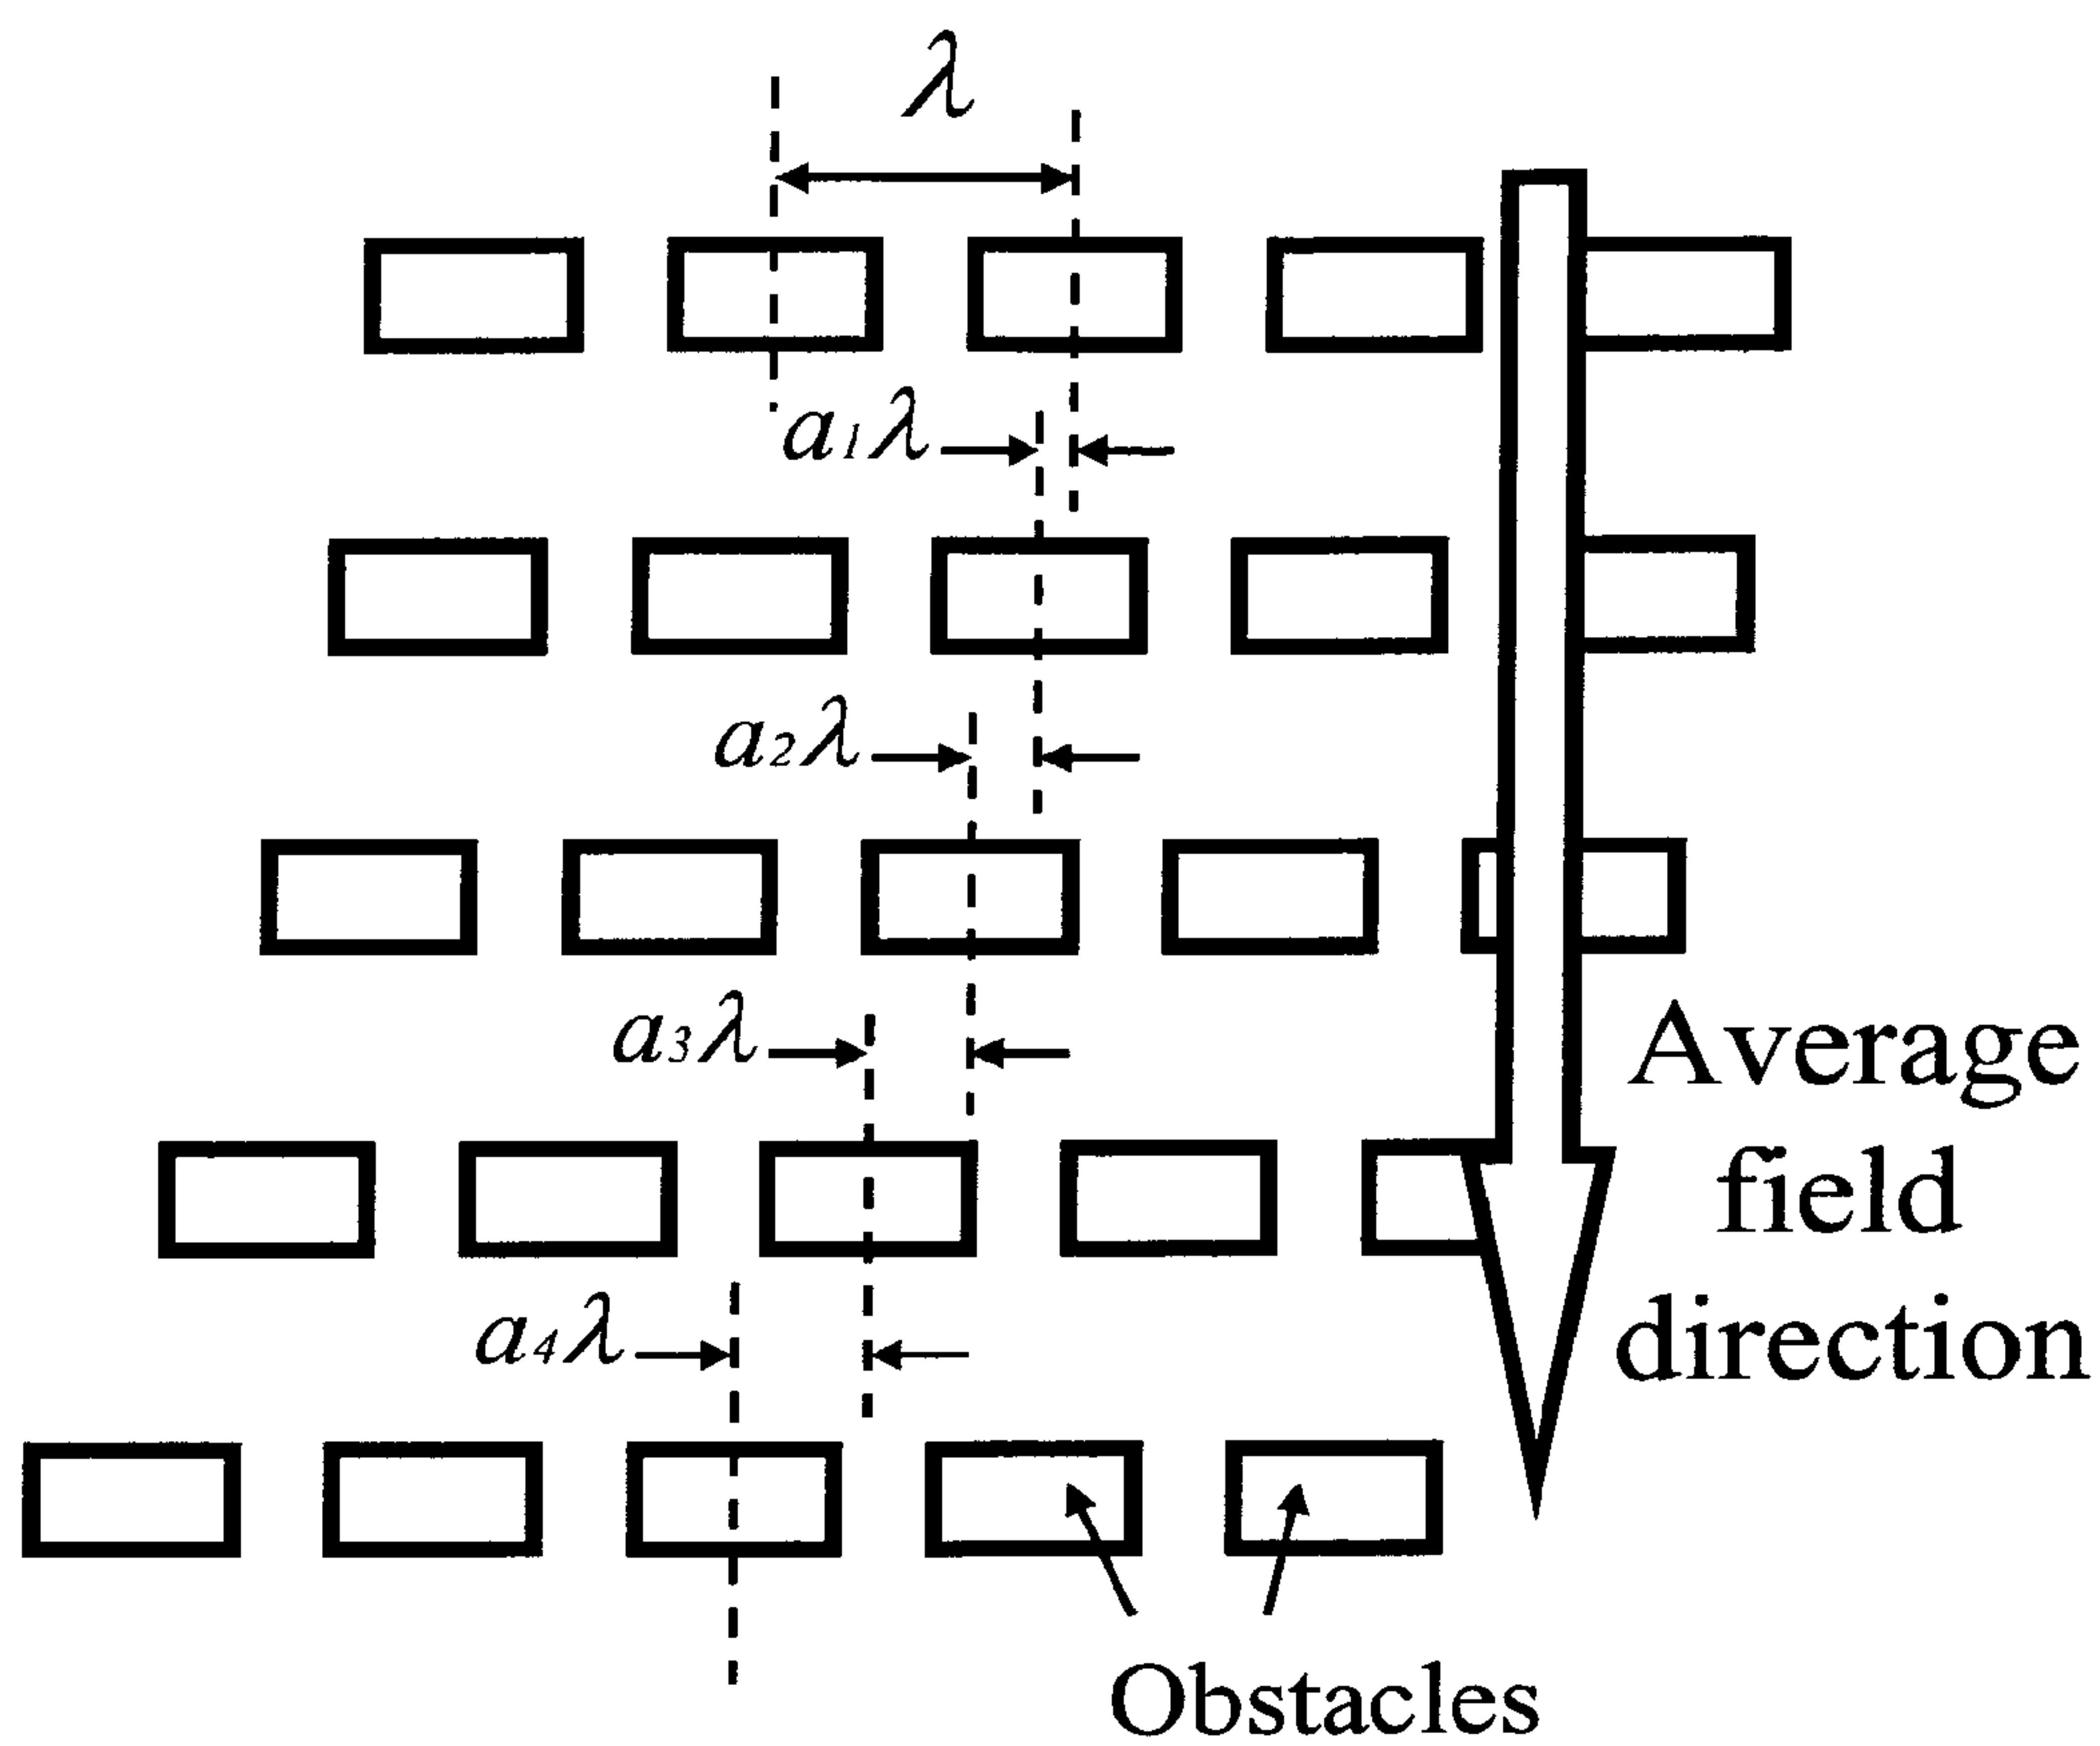 λ
a₁λ
a₂λ
a₃λ
Average
field
direction
a₄λ
Obstacles